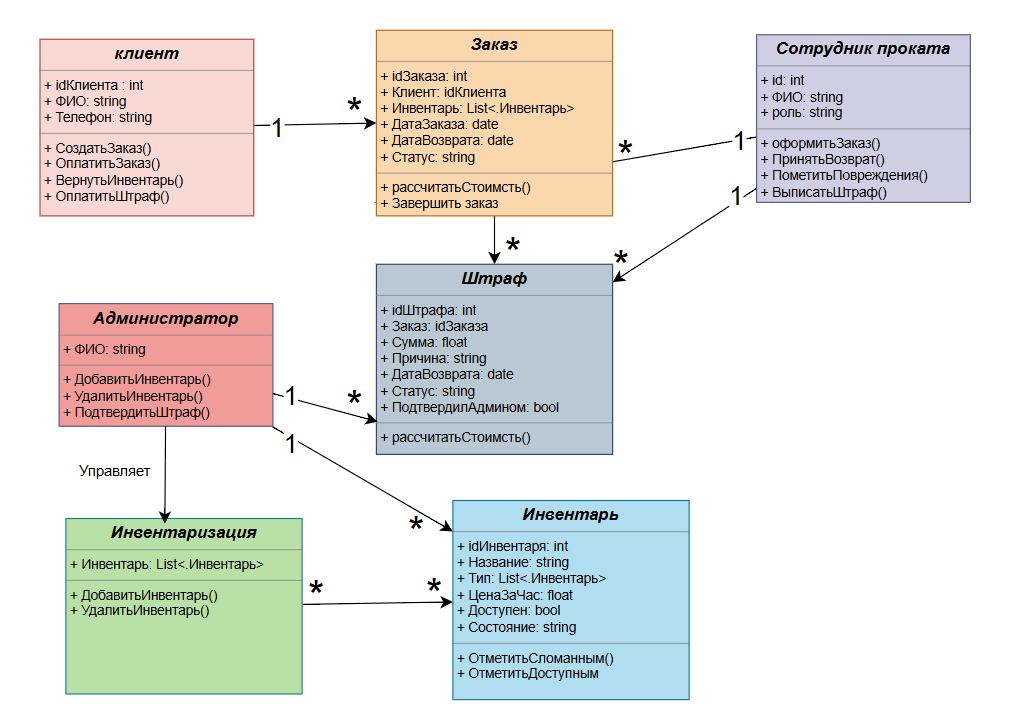 клиент
+ idКлиента : int
+ ФИО: string
+ Телефон: string
+ СоздатьЗаказ()
+ ОплатитьЗаказ()
+ ВернутьИнвентарь()
+ ОплатитьШтраф()
1
*
Заказ
+ idЗаказа: int
+ Клиент: idКлиента
+ Инвентарь: List<.Инвентарь>
+ ДатаЗаказа: date
+ ДатаВозврата: date
+ Статус: string
+ рассчитатьСтоимсть()
+ Завершить заказ
*
1
Сотрудник проката
+ id: int
+ ФИО: string
+ роль: string
+ оформитьЗаказ()
+ ПринятьВозврат()
+ ПометитьПовреждения()
+ ВыписатьШтраф()
1
*
*
Штраф
+ idШтрафа: int
+ Заказ: idЗаказа
+ Сумма: float
+ Причина: string
+ ДатаВозврата: date
+ Статус: string
+ ПодтвердилАдмином: bool
+ рассчитатьСтоимсть()
Администратор
+ ФИО: string
+ ДобавитьИнвентарь()
+ УдалитьИнвентарь()
+ ПодтвердитьШтраф()
1
*
1
*
Управляет
Инвентаризация
+ Инвентарь: List<.Инвентарь>
+ ДобавитьИнвентарь()
+ УдалитьИнвентарь()
*
*
Инвентарь
+ idИнвентаря: int
+ Название: string
+ Тип: List<.Инвентарь>
+ ЦенаЗаЧас: float
+ Доступен: bool
+ Состояние: string
+ ОтметитьСломанным()
+ ОтметитьДоступным